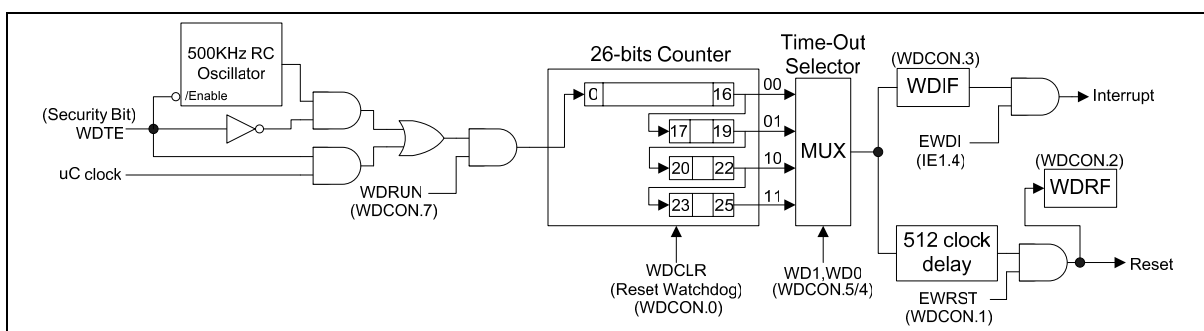 500KHz RC
Oscillator
/Enable
(Security Bit)
WDTE
uC clock
WDRUN
(WDCON.7)
26-bits Counter
0 16
17 19
20 22
23 25
00
01
10
11
WDCLR
(Reset Watchdog)
(WDCON.0)
Time-Out
Selector
MUX
WD1,WD0
(WDCON.5/4)
(WDCON.3)
WDIF
EWDI
(IE1.4)
Interrupt
(WDCON.2)
WDRF
512 clock
delay
EWRST
(WDCON.1)
Reset